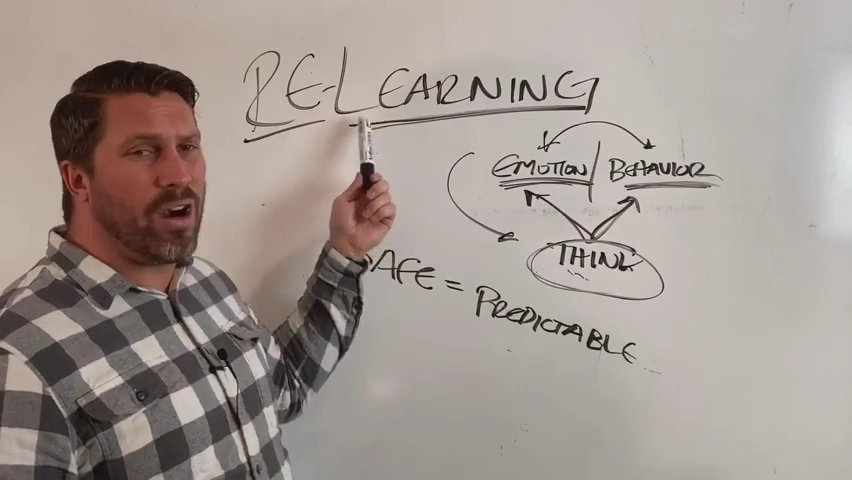 RE-LEARNING
EMOTION | BEHAVIOR
THINK
AFE = PREDICTABLE...